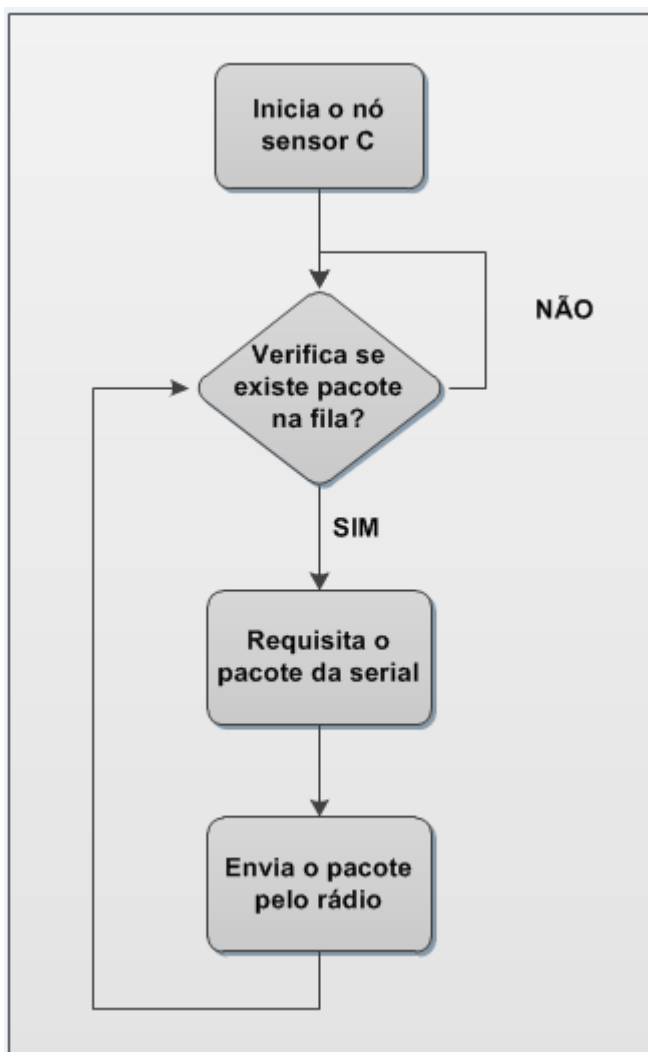 Inicia o nó
sensor C
NÃO
Verifica se
existe pacote
na fila?
SIM
Requisita o
pacote da serial
Envia o pacote
pelo rádio